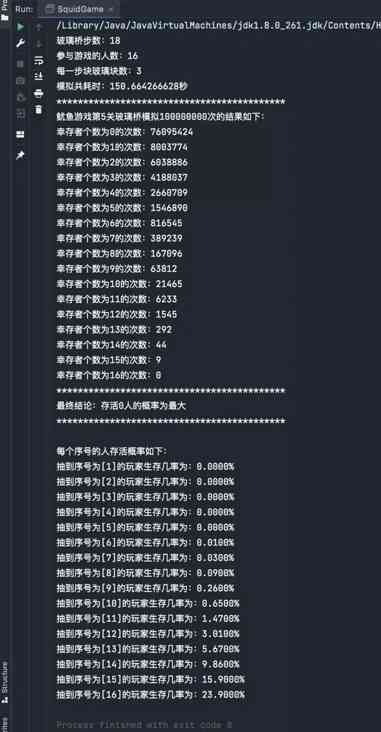 Run:
SquidGame
/Library/Java/JavaVirtualMachines/jdk1.8.0_261.jdk/Contents/H
玻璃桥步数: 18
参与游戏的人数: 16
每一步块玻璃块数: 3
模拟共耗时: 150.664266628秒
*******************************************
鱿鱼游戏第5关玻璃桥模拟100000000次的结果如下:
幸存者个数为0的次数: 76095424
幸存者个数为1的次数: 8003774
幸存者个数为2的次数: 6038886
幸存者个数为3的次数: 4188037
幸存者个数为4的次数: 2660709
幸存者个数为5的次数: 1546890
幸存者个数为6的次数: 816545
幸存者个数为7的次数: 389239
幸存者个数为8的次数: 167096
幸存者个数为9的次数: 63812
幸存者个数为10的次数: 21465
幸存者个数为11的次数: 6233
幸存者个数为12的次数: 1545
幸存者个数为13的次数: 292
幸存者个数为14的次数: 44
幸存者个数为15的次数: 9
幸存者个数为16的次数: 0
*******************************************
最终结论: 存活0人的概率为最大
*******************************************
每个序号的人存活概率如下:
抽到序号为[1]的玩家生存几率为: 0.0000%
抽到序号为[2]的玩家生存几率为: 0.0000%
抽到序号为[3]的玩家生存几率为: 0.0000%
抽到序号为[4]的玩家生存几率为: 0.0000%
抽到序号为[5]的玩家生存几率为: 0.0000%
抽到序号为[6]的玩家生存几率为: 0.0100%
抽到序号为[7]的玩家生存几率为: 0.0300%
抽到序号为[8]的玩家生存几率为: 0.0900%
抽到序号为[9]的玩家生存几率为: 0.2600%
抽到序号为[10]的玩家生存几率为: 0.6500%
抽到序号为[11]的玩家生存几率为: 1.4700%
抽到序号为[12]的玩家生存几率为: 3.0100%
抽到序号为[13]的玩家生存几率为: 5.6700%
抽到序号为[14]的玩家生存几率为: 9.8600%
抽到序号为[15]的玩家生存几率为: 15.9000%
抽到序号为[16]的玩家生存几率为: 23.9000%
Process finished with exit code 0
Structure